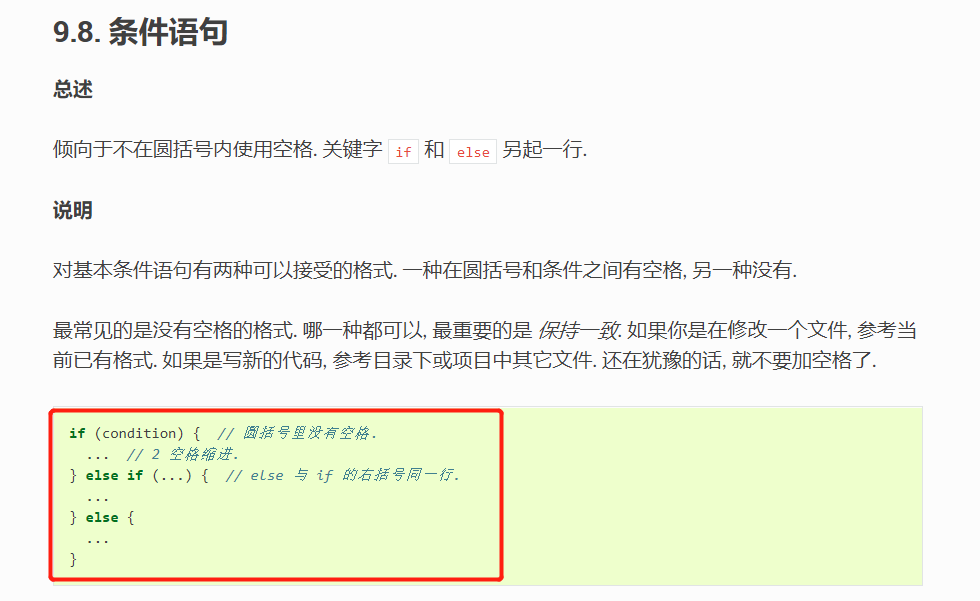 9.8. 条件语句
总述
倾向于不在圆括号内使用空格. 关键字 if 和 else 另起一行.
说明
对基本条件语句有两种可以接受的格式. 一种在圆括号和条件之间有空格, 另一种没有.
最常见的是没有空格的格式. 哪一种都可以, 最重要的是 保持一致. 如果你是在修改一个文件, 参考当
前已有格式. 如果是写新的代码, 参考目录下或项目中其它文件. 还在犹豫的话, 就不要加空格了.
if (condition) {  // 圆括号里没有空格.
  ...  // 2 空格缩进.
} else if (...) {  // else 与 if 的右括号同一行.
  ...
} else {
  ...
}